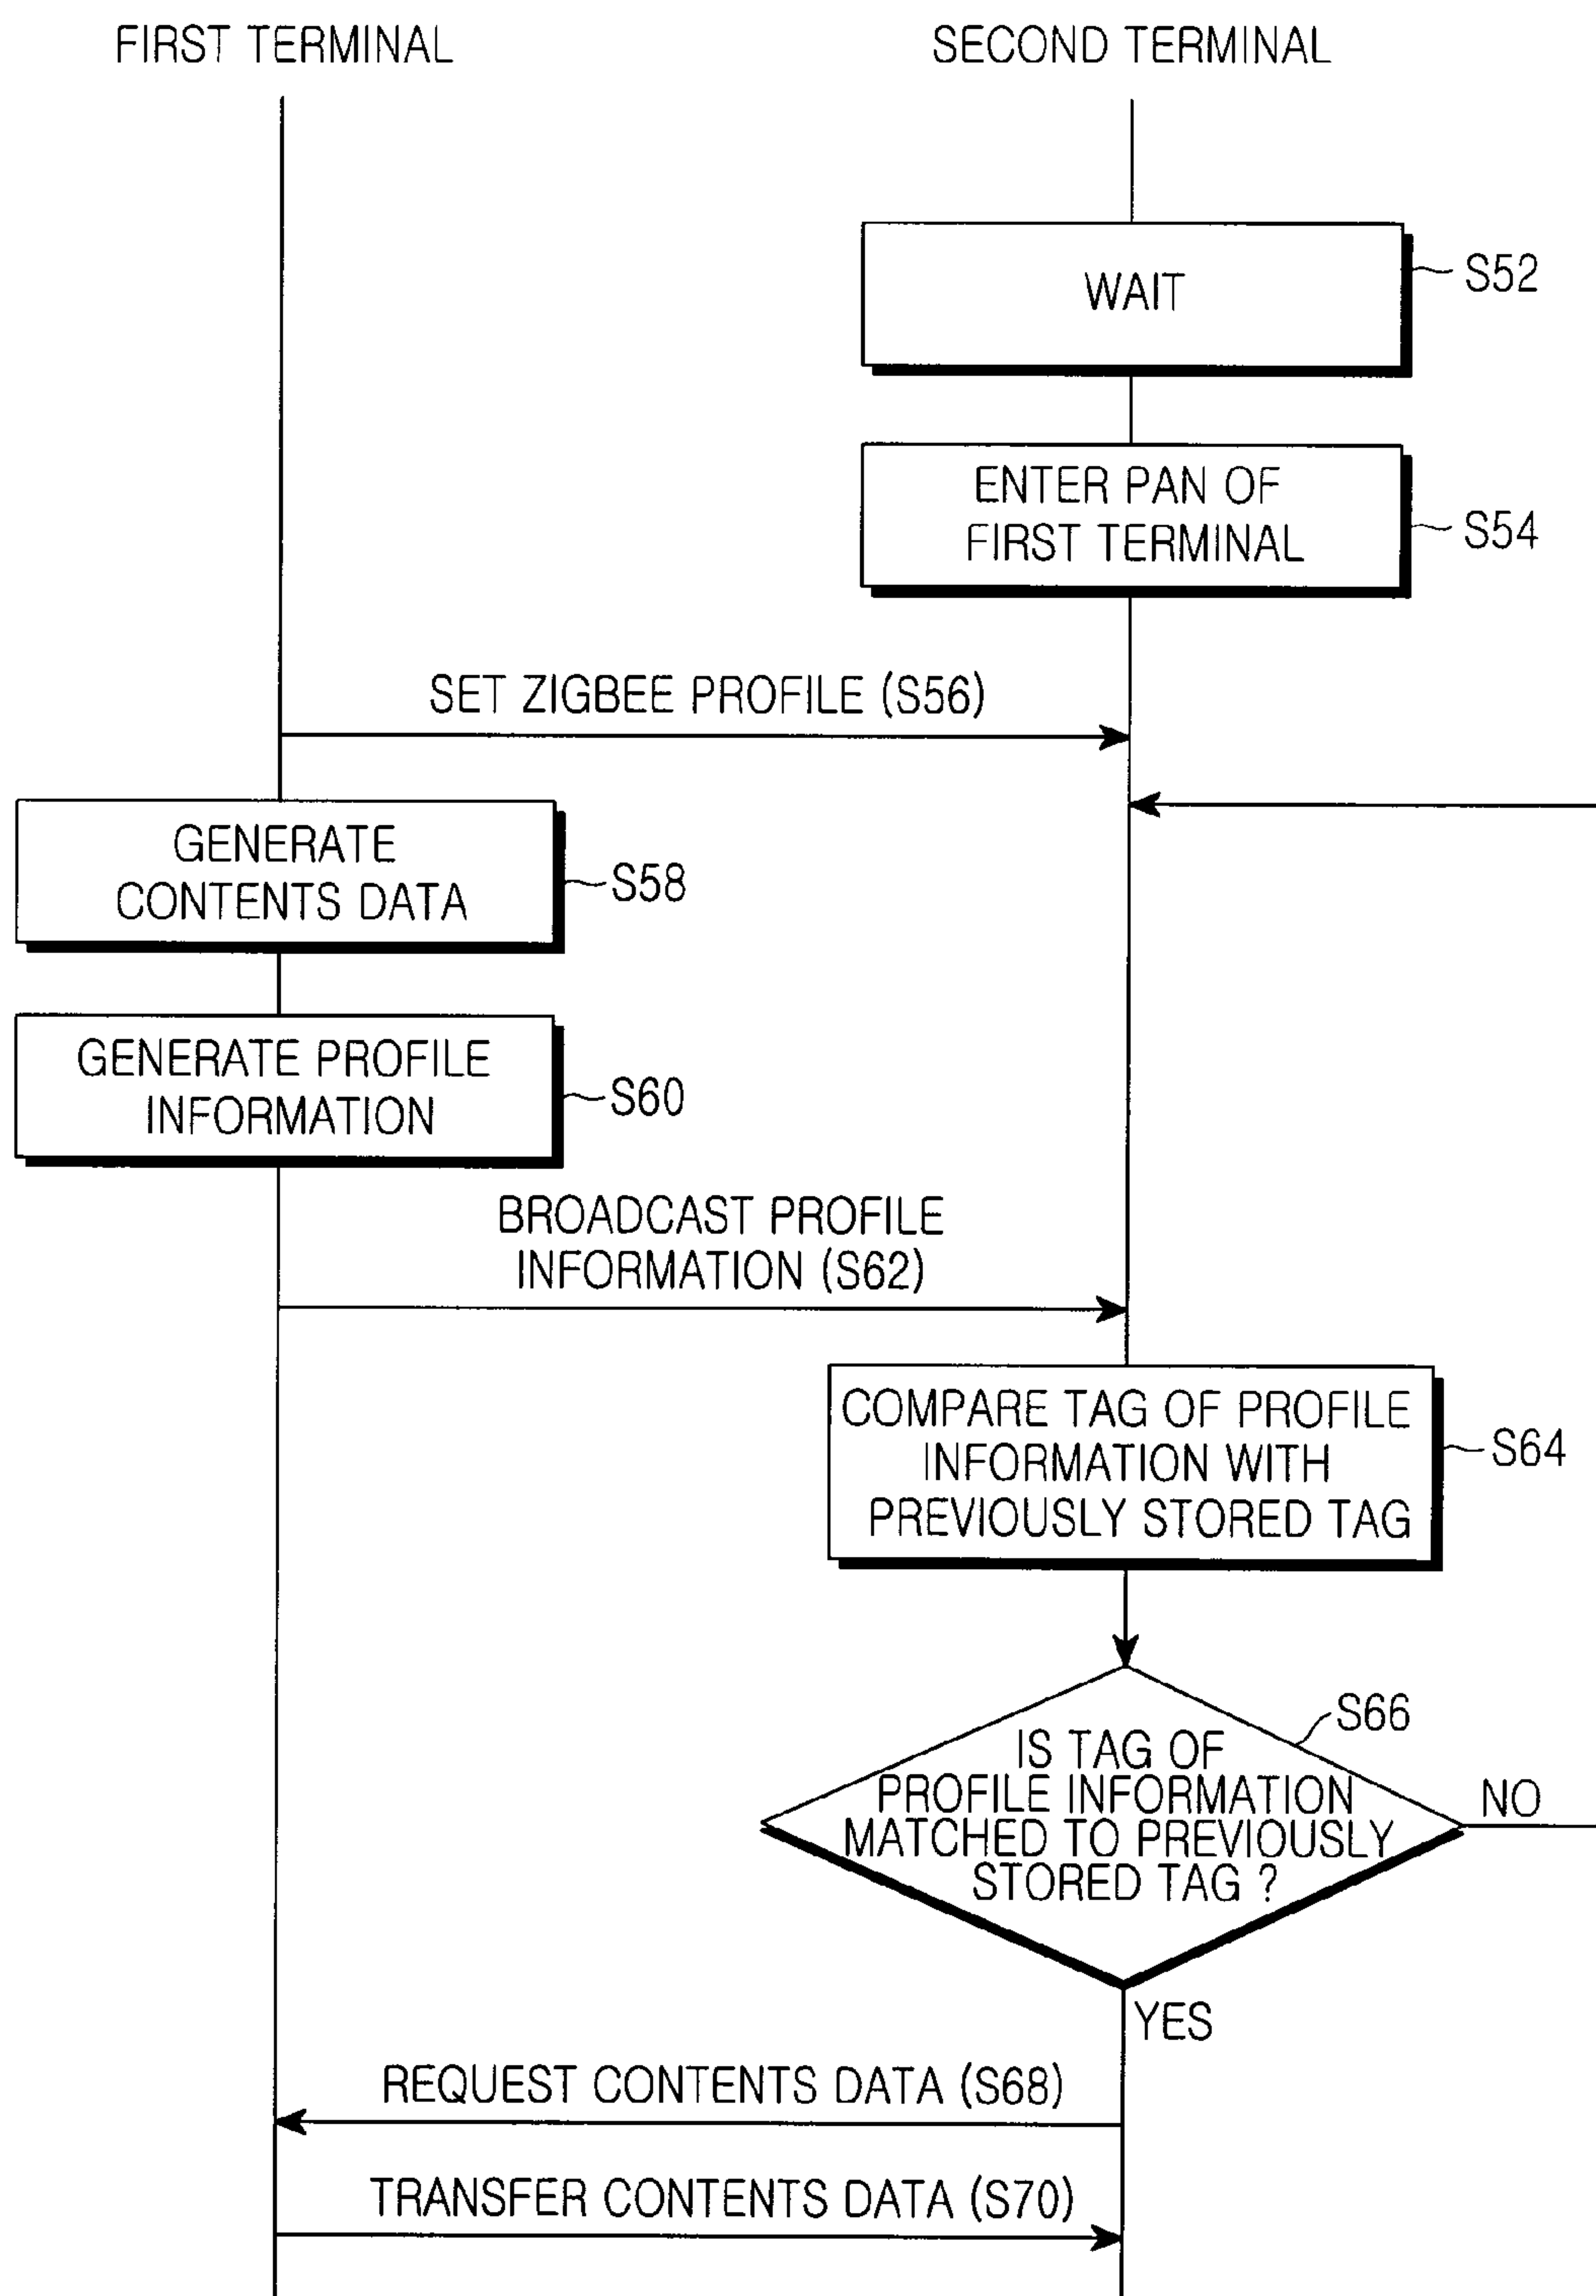 FIRST TERMINAL
SECOND TERMINAL
WAIT
S52
ENTER PAN OF
FIRST TERMINAL
S54
SET ZIGBEE PROFILE (S56)
GENERATE
CONTENTS DATA
S58
GENERATE PROFILE
INFORMATION
S60
BROADCAST PROFILE
INFORMATION (S62)
COMPARE TAG OF PROFILE
INFORMATION WITH
PREVIOUSLY STORED TAG
S64
S66
IS TAG OF
PROFILE INFORMATION
MATCHED TO PREVIOUSLY
STORED TAG ?
NO
YES
REQUEST CONTENTS DATA (S68)
TRANSFER CONTENTS DATA (S70)